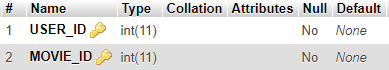 # Name Type Collation Attributes Null Default
1 USER_ID int(11) No None
2 MOVIE_ID int(11) No None